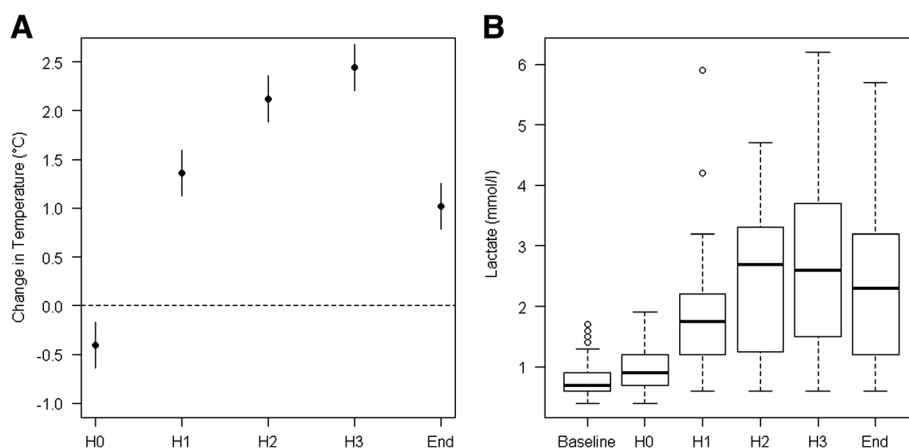 A
Change in Temperature (°C)
2.5
2.0
1.5
1.0
0.5
0.0
-0.5
-1.0
H0 H1 H2 H3 End
B
Lactate (mmol/l)
6
5
4
3
2
1
Baseline H0 H1 H2 H3 End